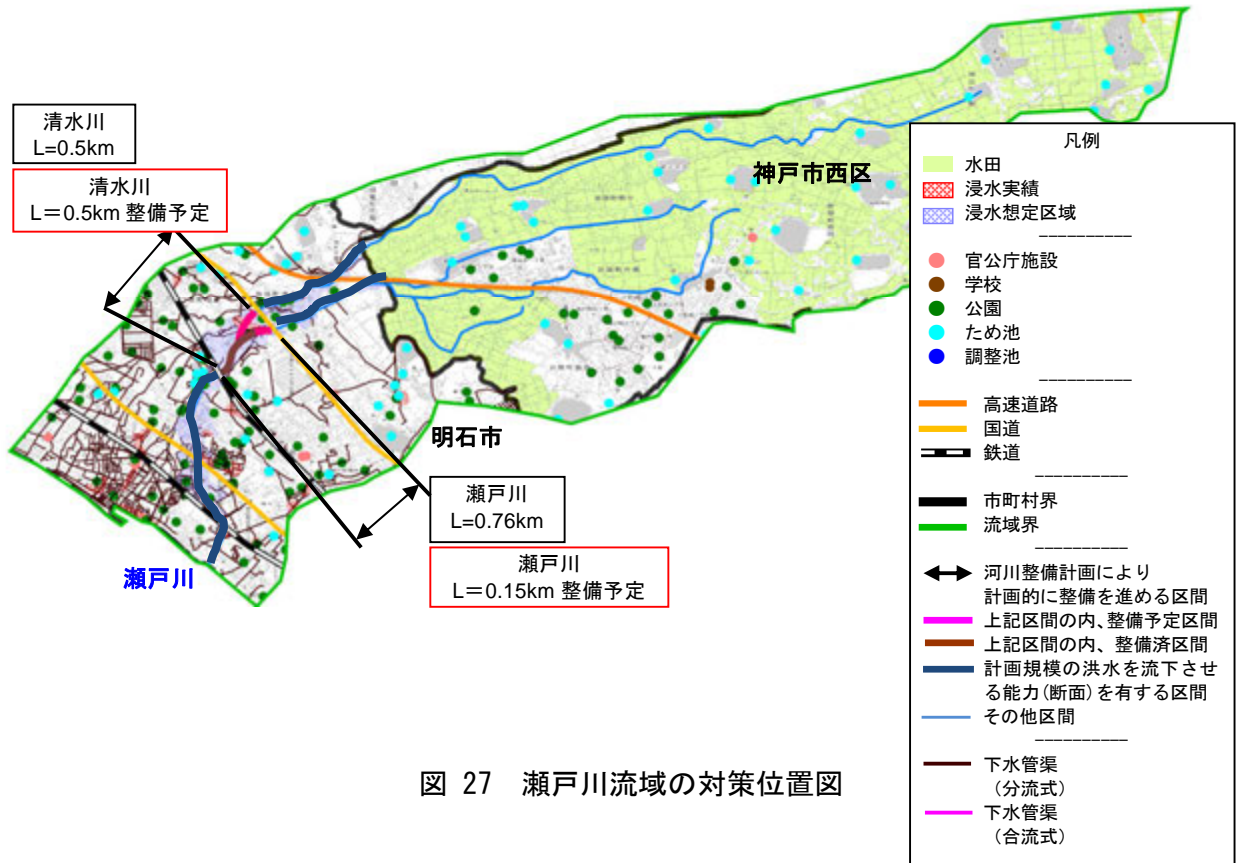 清水川
L=0.5km
清水川
L＝0.5km 整備予定
神戸市西区
明石市
瀬戸川
L=0.76km
瀬戸川
L＝0.15km 整備予定
瀬戸川
凡例
水田
浸水実績
浸水想定区域
----------
官公庁施設
学校
公園
ため池
調整池
----------
高速道路
国道
鉄道
----------
市町村界
流域界
----------
河川整備計画により
計画的に整備を進める区間
上記区間の内、整備予定区間
上記区間の内、整備済区間
計画規模の洪水を流下させ
る能力(断面)を有する区間
その他区間
----------
下水管渠
（分流式）
下水管渠
（合流式）
図 27 瀬戸川流域の対策位置図